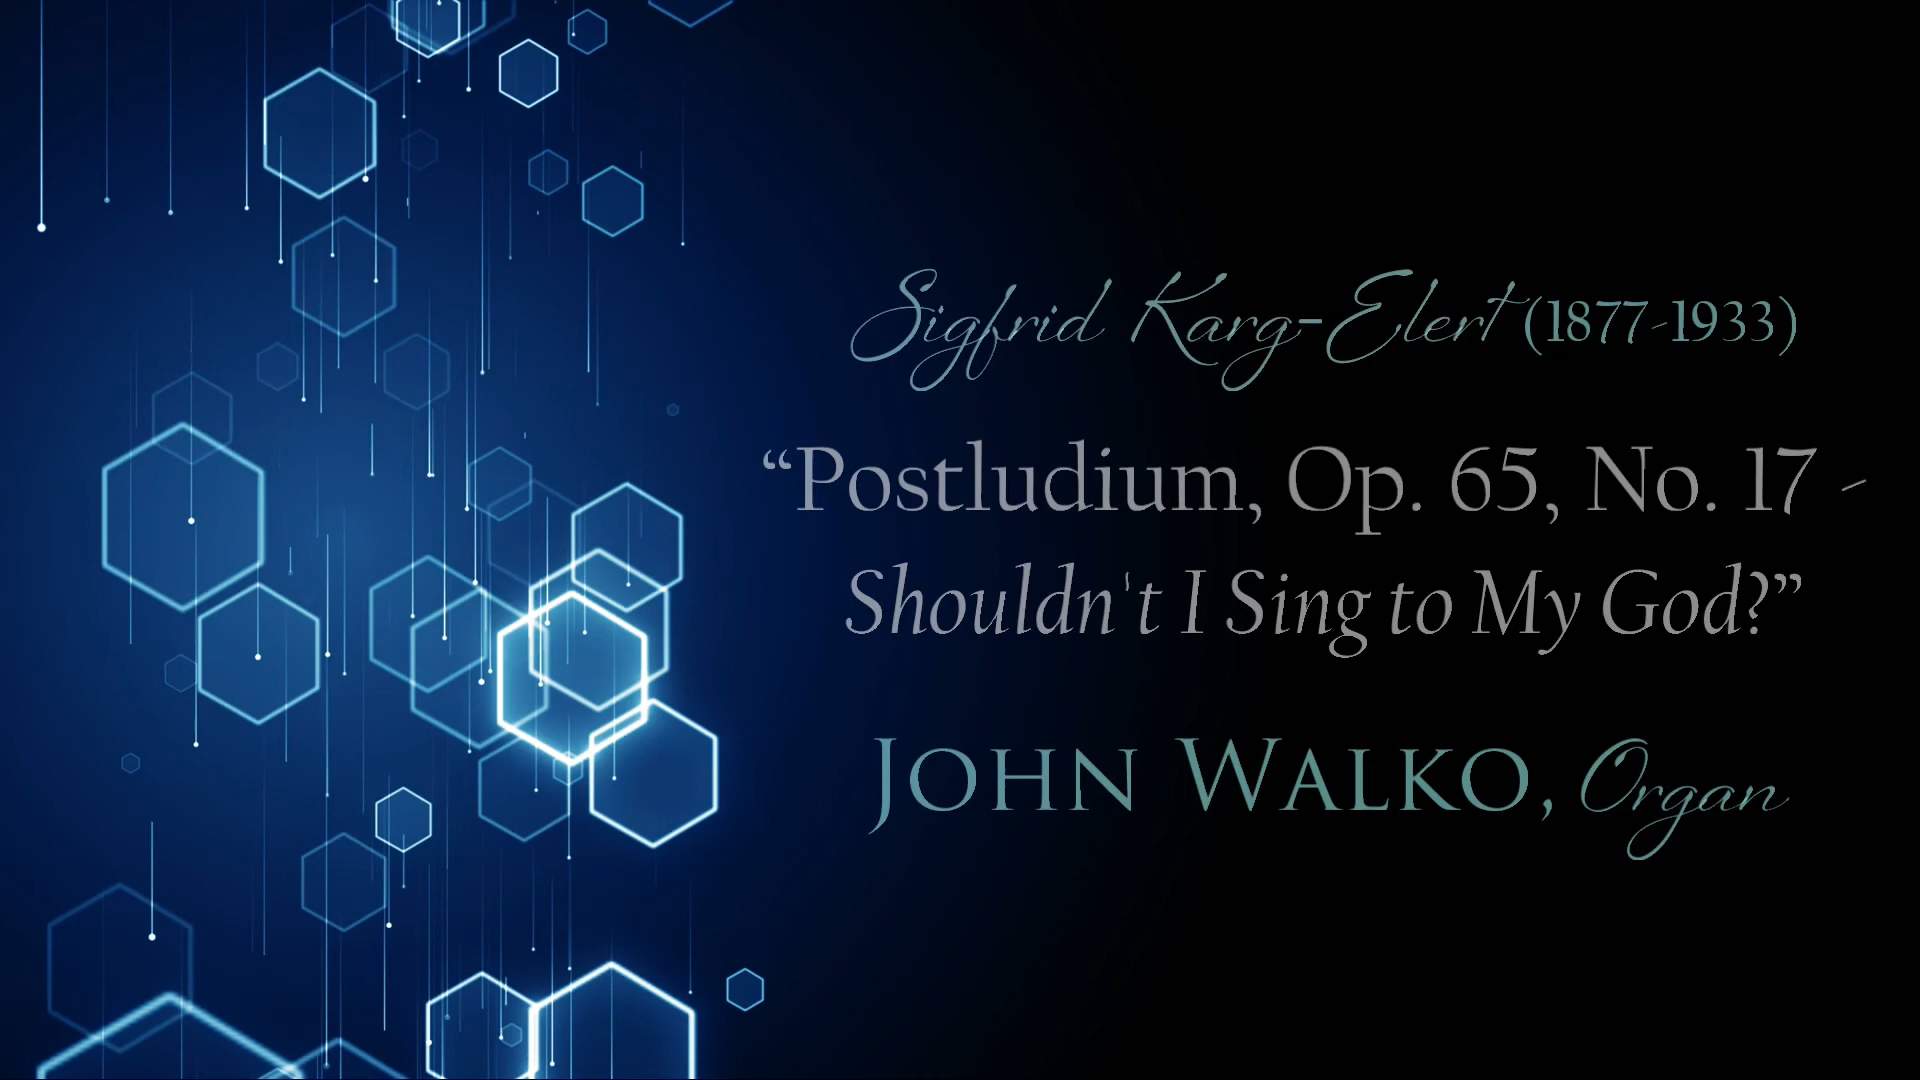 Sigfrid Karg-Elert (1877-1933)
“Postludium, Op. 65, No. 17 -
Shouldn't I Sing to My God?”
John Walko, Organ